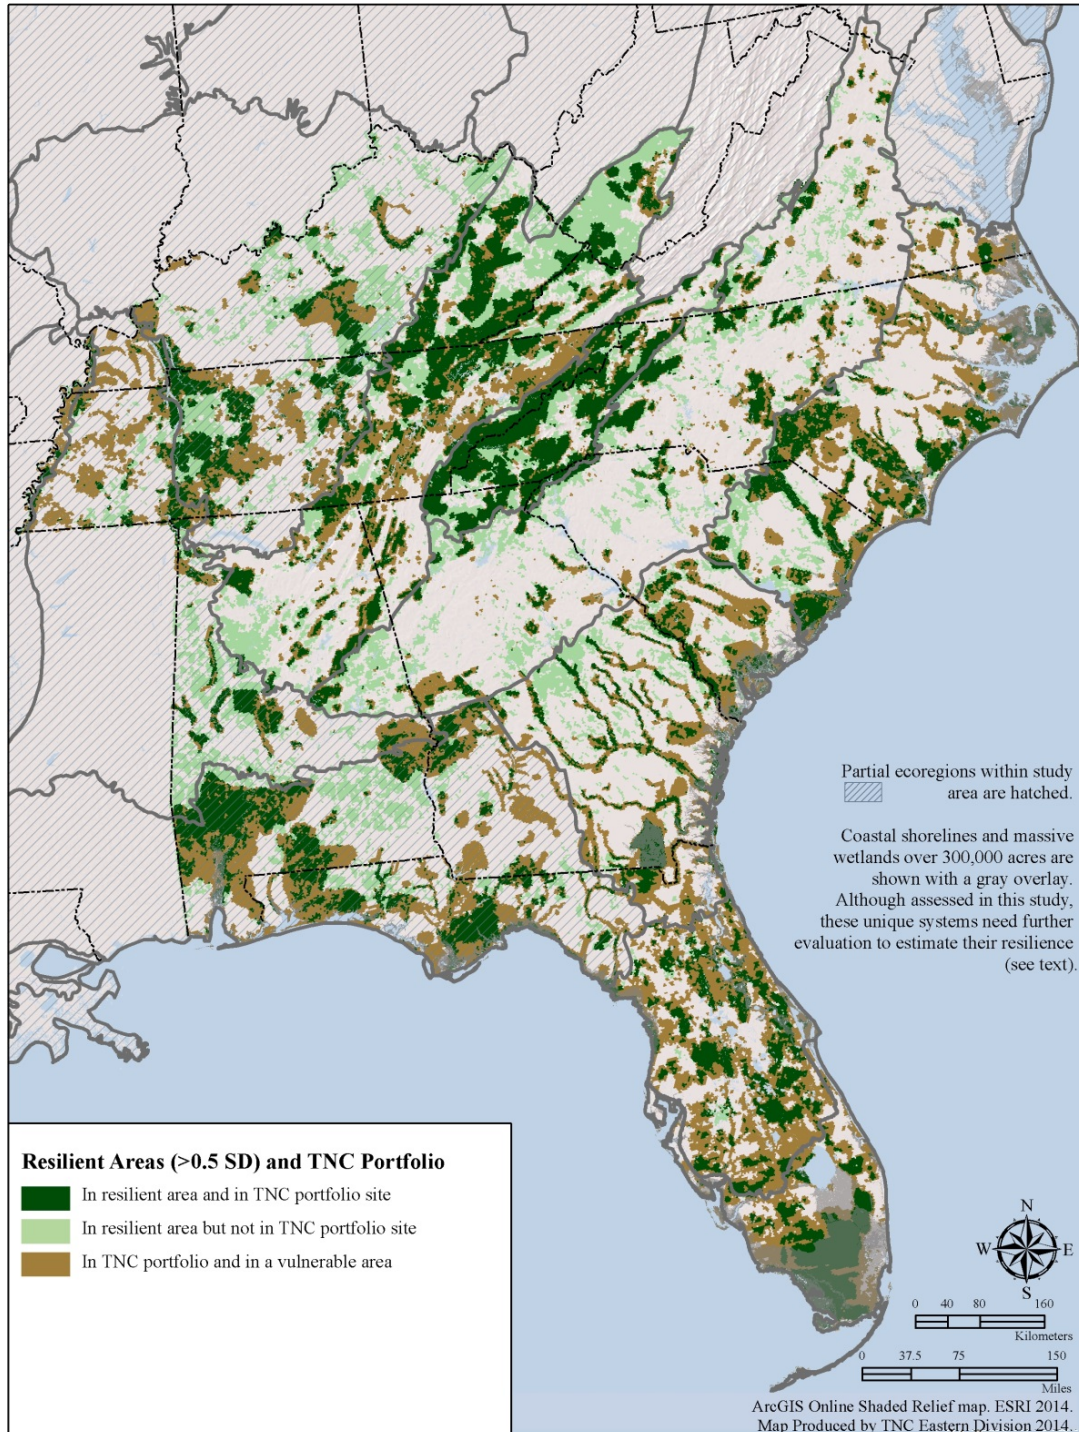 Partial ecoregions within study
area are hatched.
Coastal shorelines and massive
wetlands over 300,000 acres are
shown with a gray overlay.
Although assessed in this study,
these unique systems need further
evaluation to estimate their resilience
(see text).
Resilient Areas (>0.5 SD) and TNC Portfolio
In resilient area and in TNC portfolio site
In resilient area but not in TNC portfolio site
In TNC portfolio and in a vulnerable area
N
W E
S
0 40 80 160
Kilometers
0 37.5 75 150
Miles
ArcGIS Online Shaded Relief map. ESRI 2014.
Map Produced by TNC Eastern Division 2014.